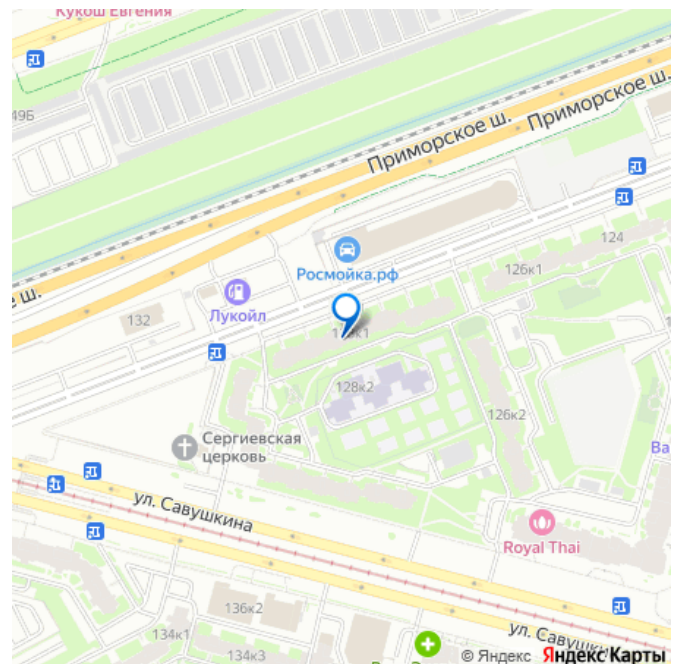 Кукош Евгения
49Б
Приморское ш.
Приморское ш.
124
126к1
Росмойка.рф
ш.
Лукойл
132
128к2
126к2
Сергиевская
церковь
Ва
ул. Савушкина
Royal Thai
136к2
134к1
134к3
ул. Савушкина
© Яндекс Яндекс Карты